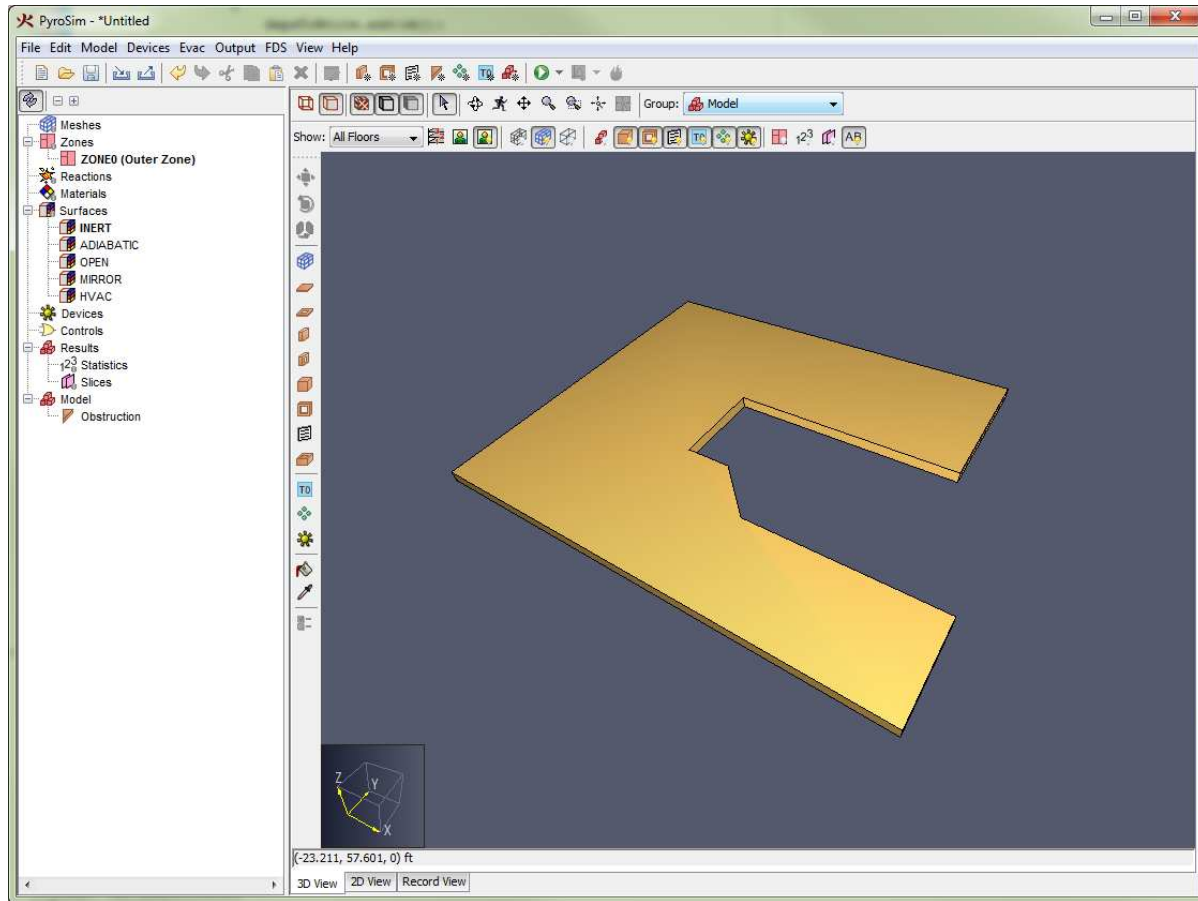 PyroSim - *Untitled
File Edit Model Devices Evac Output FDS View Help
Group: Model
Show: All Floors
Meshes
Zones
ZONE0 (Outer Zone)
Reactions
Materials
Surfaces
INERT
ADIABATIC
OPEN
MIRROR
HVAC
Devices
Controls
Results
Statistics
Slices
Model
Obstruction
Z
Y
X
(-23.211, 57.601, 0) ft
3D View 2D View Record View